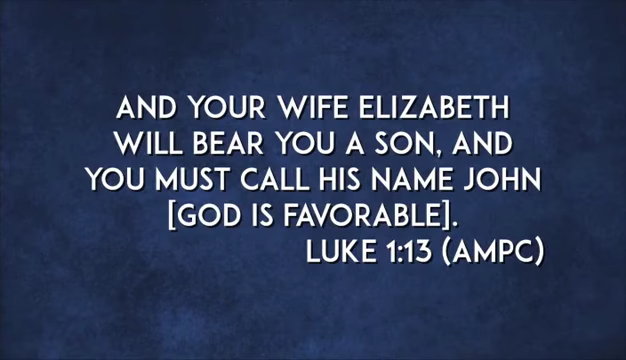 AND YOUR WIFE ELIZABETH
WILL BEAR YOU A SON, AND
YOU MUST CALL HIS NAME JOHN
[GOD IS FAVORABLE].
LUKE 1:13 (AMPC)